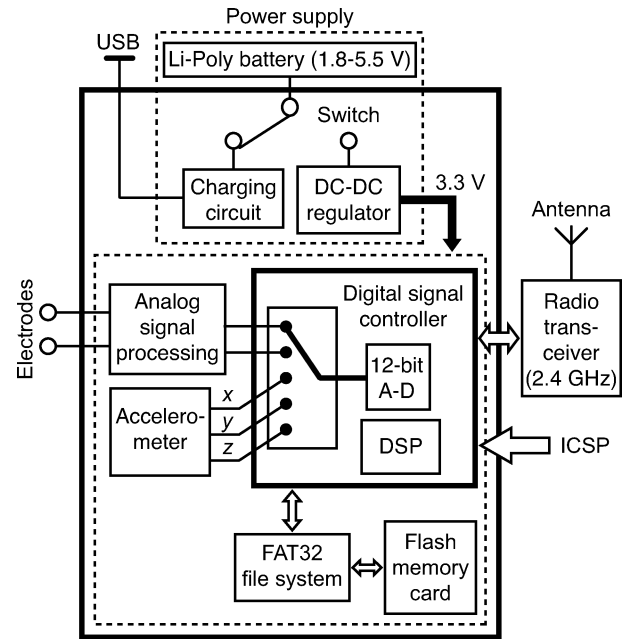 Power supply
USB
Li-Poly battery (1.8-5.5 V)
Switch
Charging
circuit
DC-DC
regulator
3.3 V
Antenna
Electrodes
Analog
signal
processing
Digital signal
controller
Radio
trans-
ceiver
(2.4 GHz)
12-bit
A-D
Accelero-
meter
x
y
z
DSP
ICSP
FAT32
file system
Flash
memory
card